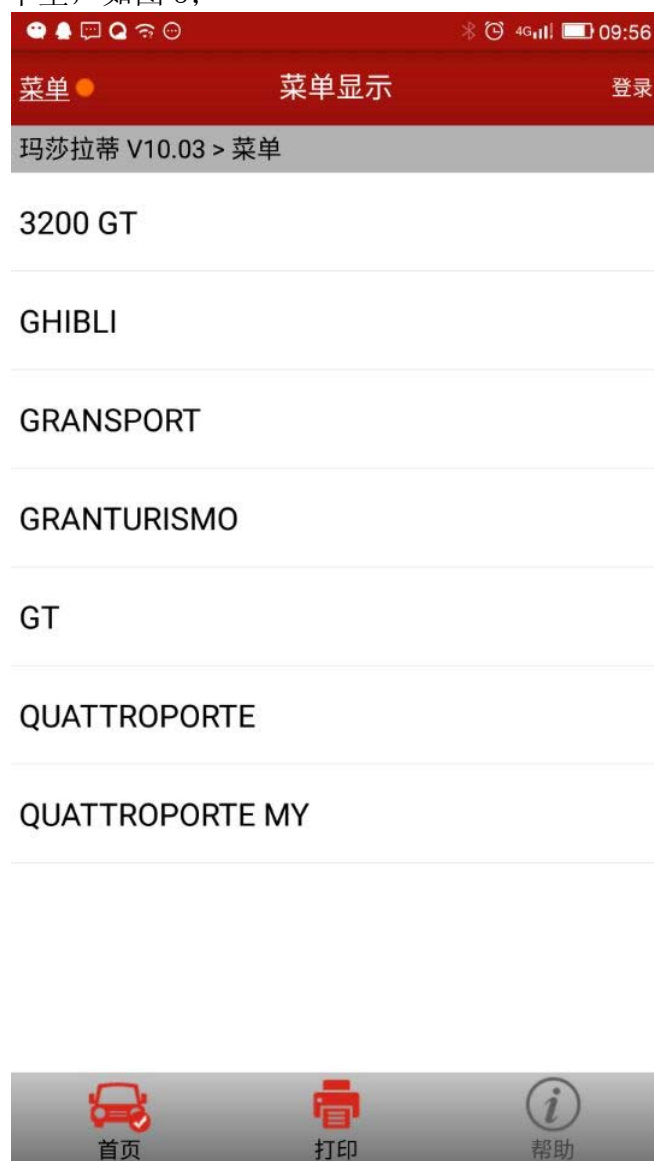 4G 09:56
菜单 菜单显示 登录
玛莎拉蒂 V10.03 > 菜单
3200 GT
GHIBLI
GRANSPORT
GRANTURISMO
GT
QUATTROPORTE
QUATTROPORTE MY
首页 打印 帮助